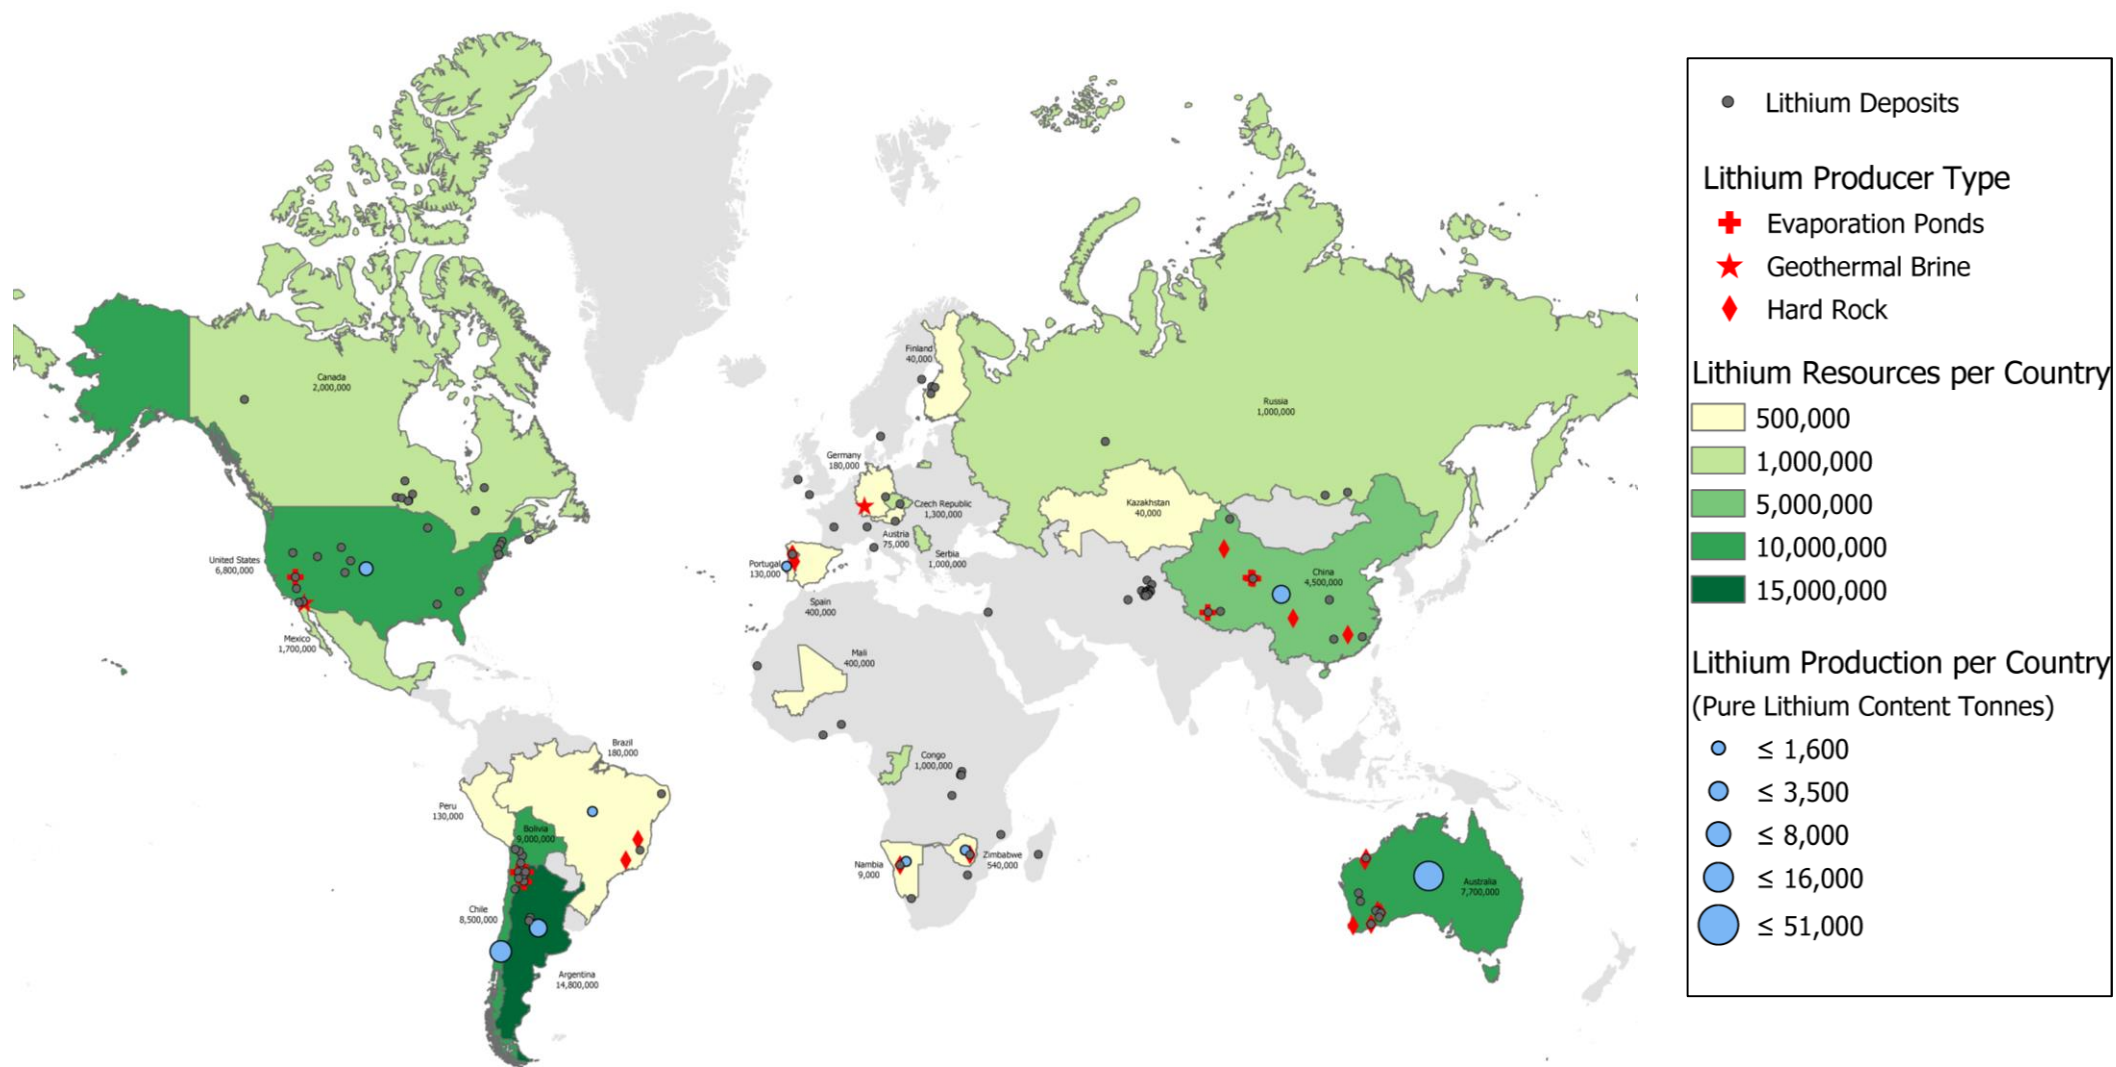 Canada
2,000,000
United States
6,800,000
Mexico
1,700,000
Brazil
180,000
Peru
130,000
Bolivia
9,000,000
Chile
8,500,000
Argentina
14,800,000
Finland
40,000
Germany
180,000
Czech Republic
1,300,000
Austria
75,000
Serbia
1,000,000
Portugal
130,000
Spain
400,000
Mali
400,000
Congo
1,000,000
Nambia
9,000
Zimbabwe
540,000
Russia
1,000,000
Kazakhstan
40,000
China
4,500,000
Australia
7,700,000
Lithium Deposits
Lithium Producer Type
Evaporation Ponds
Geothermal Brine
Hard Rock
Lithium Resources per Country
500,000
1,000,000
5,000,000
10,000,000
15,000,000
Lithium Production per Country
(Pure Lithium Content Tonnes)
≤ 1,600
≤ 3,500
≤ 8,000
≤ 16,000
≤ 51,000